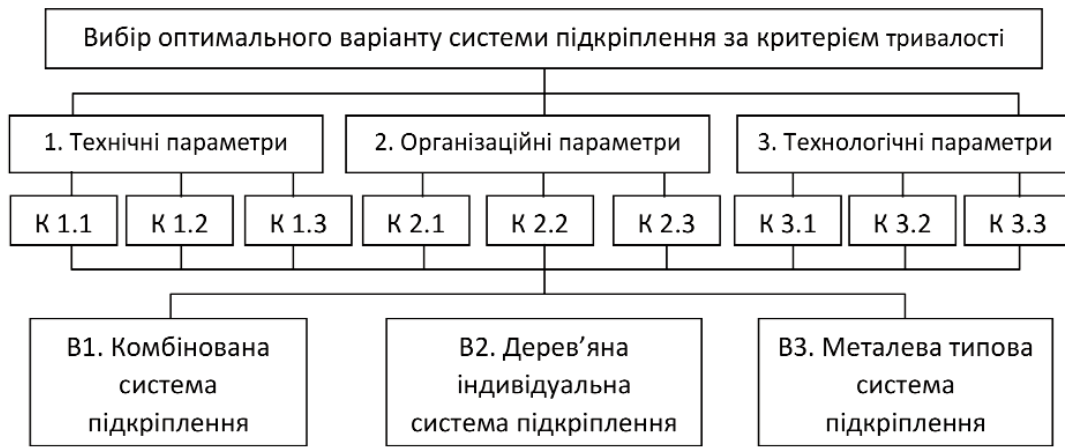 Вибір оптимального варіанту системи підкріплення за критерієм тривалості
1. Технічні параметри
2. Організаційні параметри
3. Технологічні параметри
К 1.1
К 1.2
К 1.3
К 2.1
К 2.2
К 2.3
К 3.1
К 3.2
К 3.3
В1. Комбінована
система
підкріплення
В2. Дерев’яна
індивідуальна
система підкріплення
В3. Металева типова
система
підкріплення